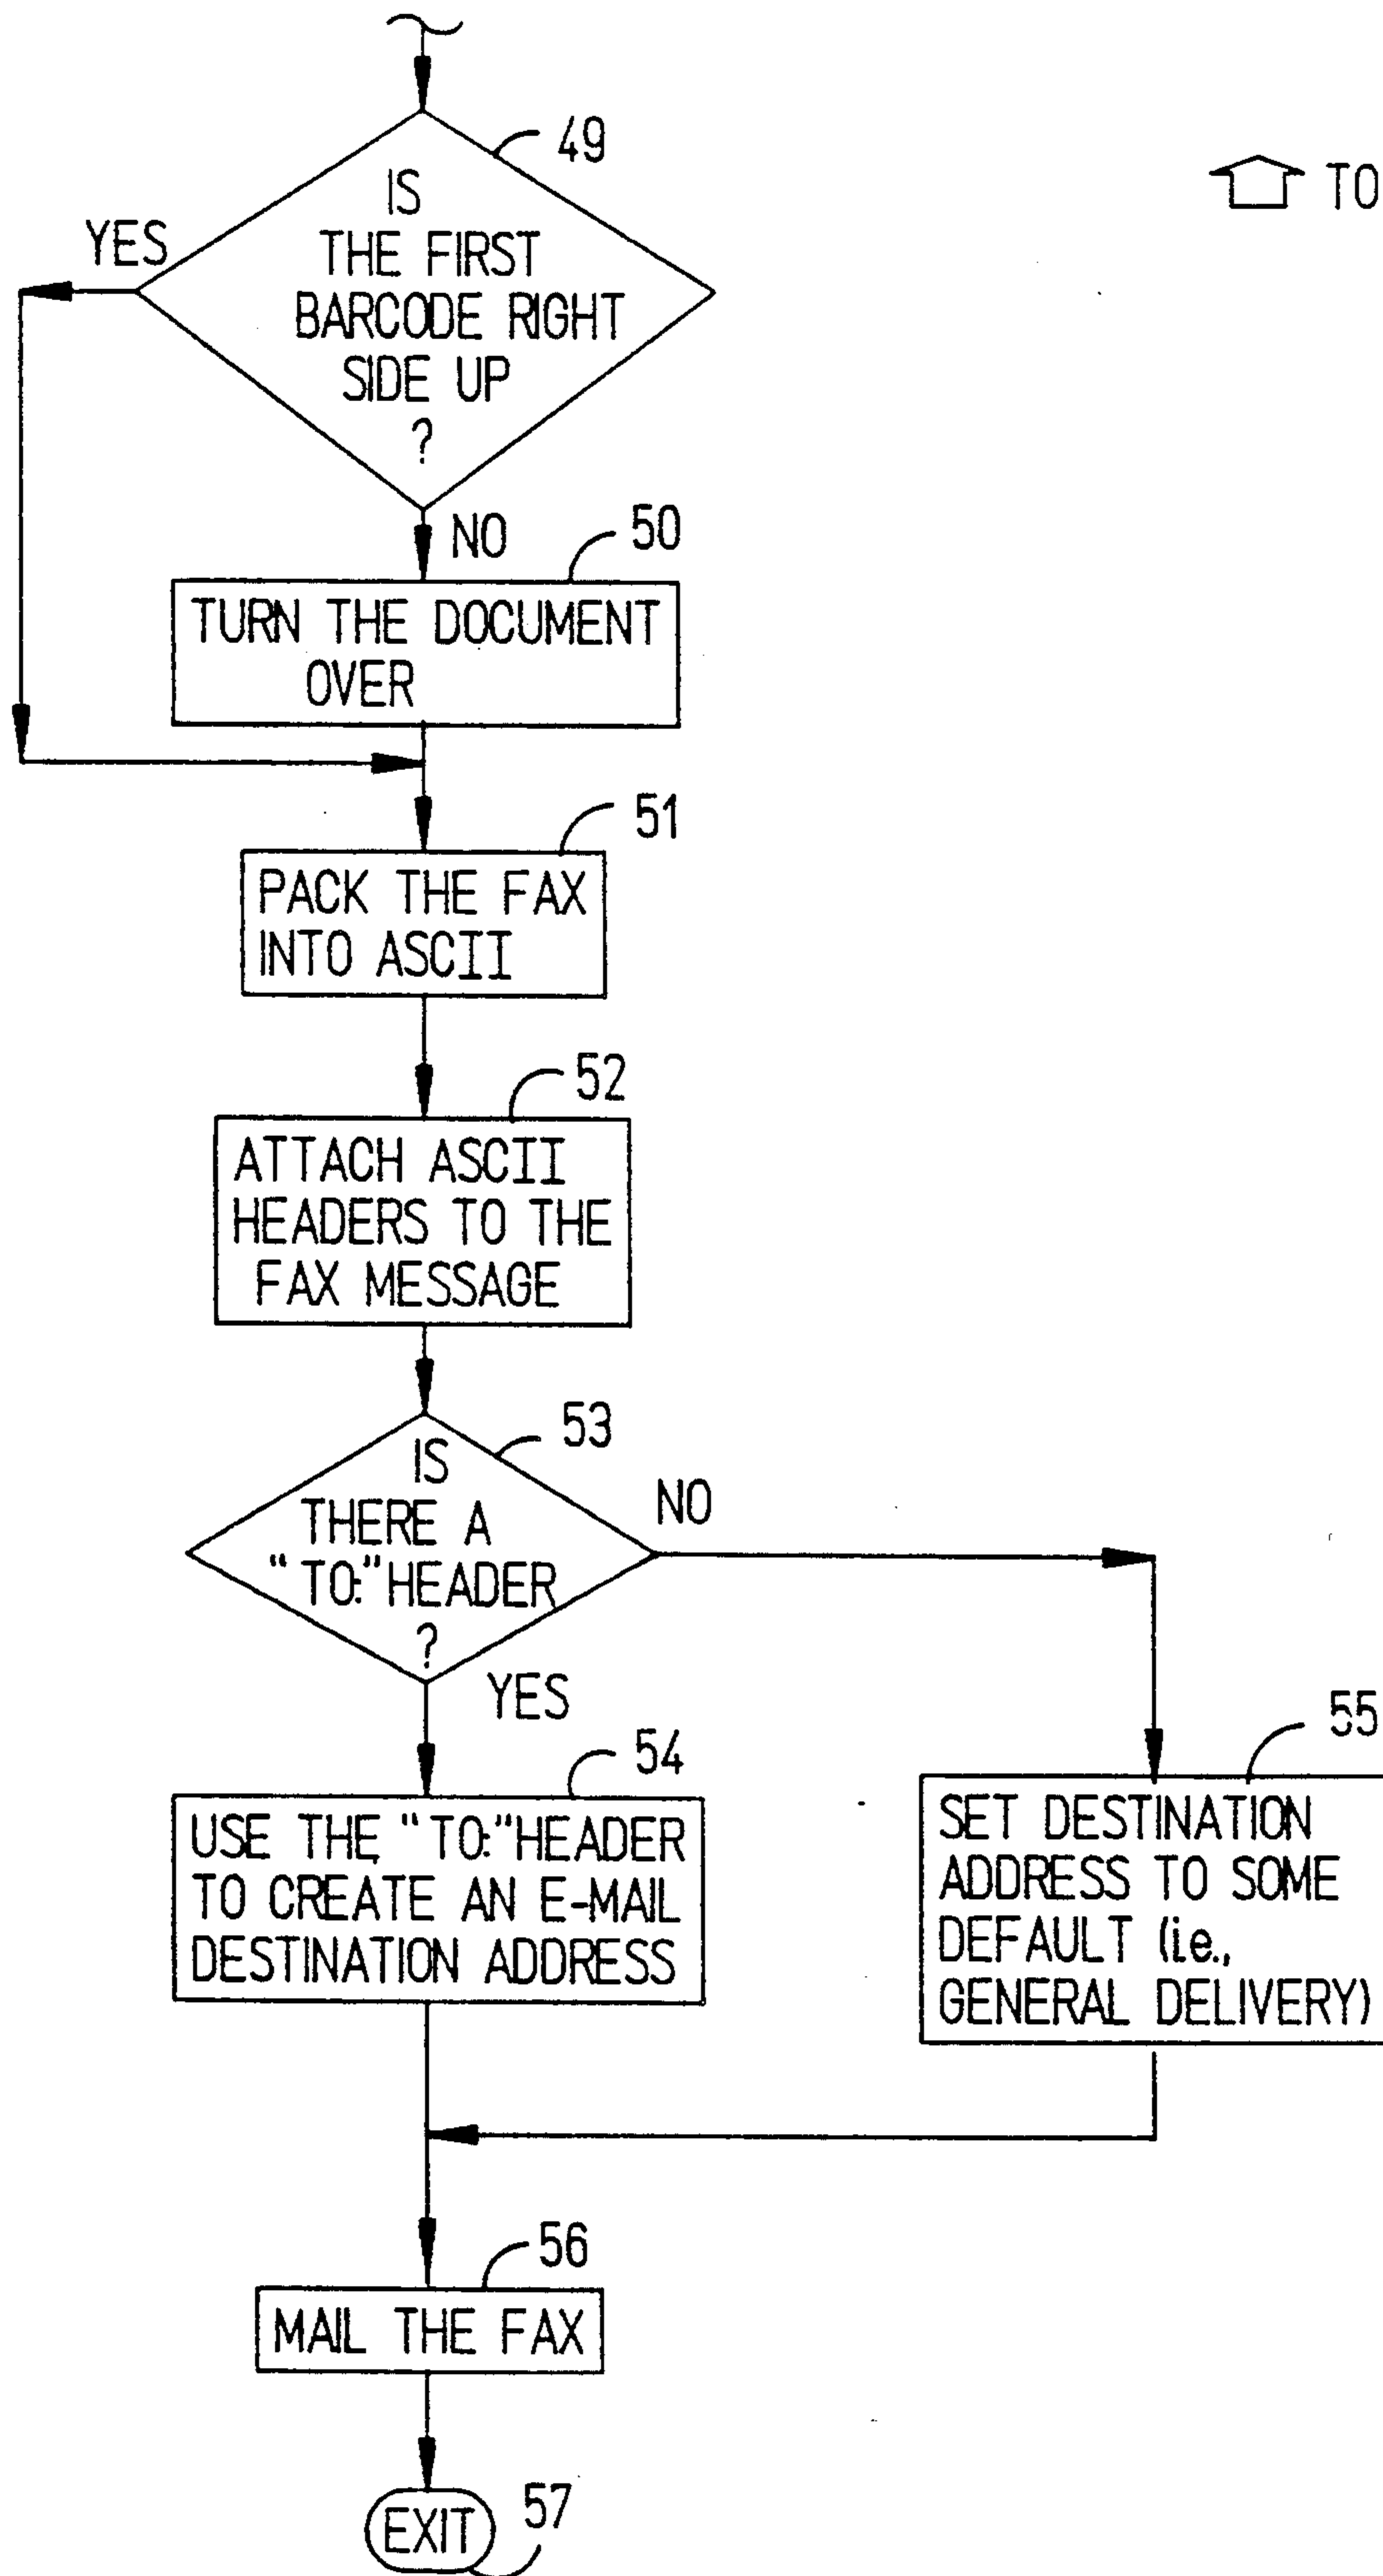 49
IS
THE FIRST
BARCODE RIGHT
SIDE UP
?
YES
TO
NO
50
TURN THE DOCUMENT
OVER
51
PACK THE FAX
INTO ASCII
52
ATTACH ASCII
HEADERS TO THE
FAX MESSAGE
53
IS
THERE A
"TO:" HEADER
?
NO
YES
54
USE THE "TO:" HEADER
TO CREATE AN E-MAIL
DESTINATION ADDRESS
55
SET DESTINATION
ADDRESS TO SOME
DEFAULT (i.e.,
GENERAL DELIVERY)
56
MAIL THE FAX
57
EXIT